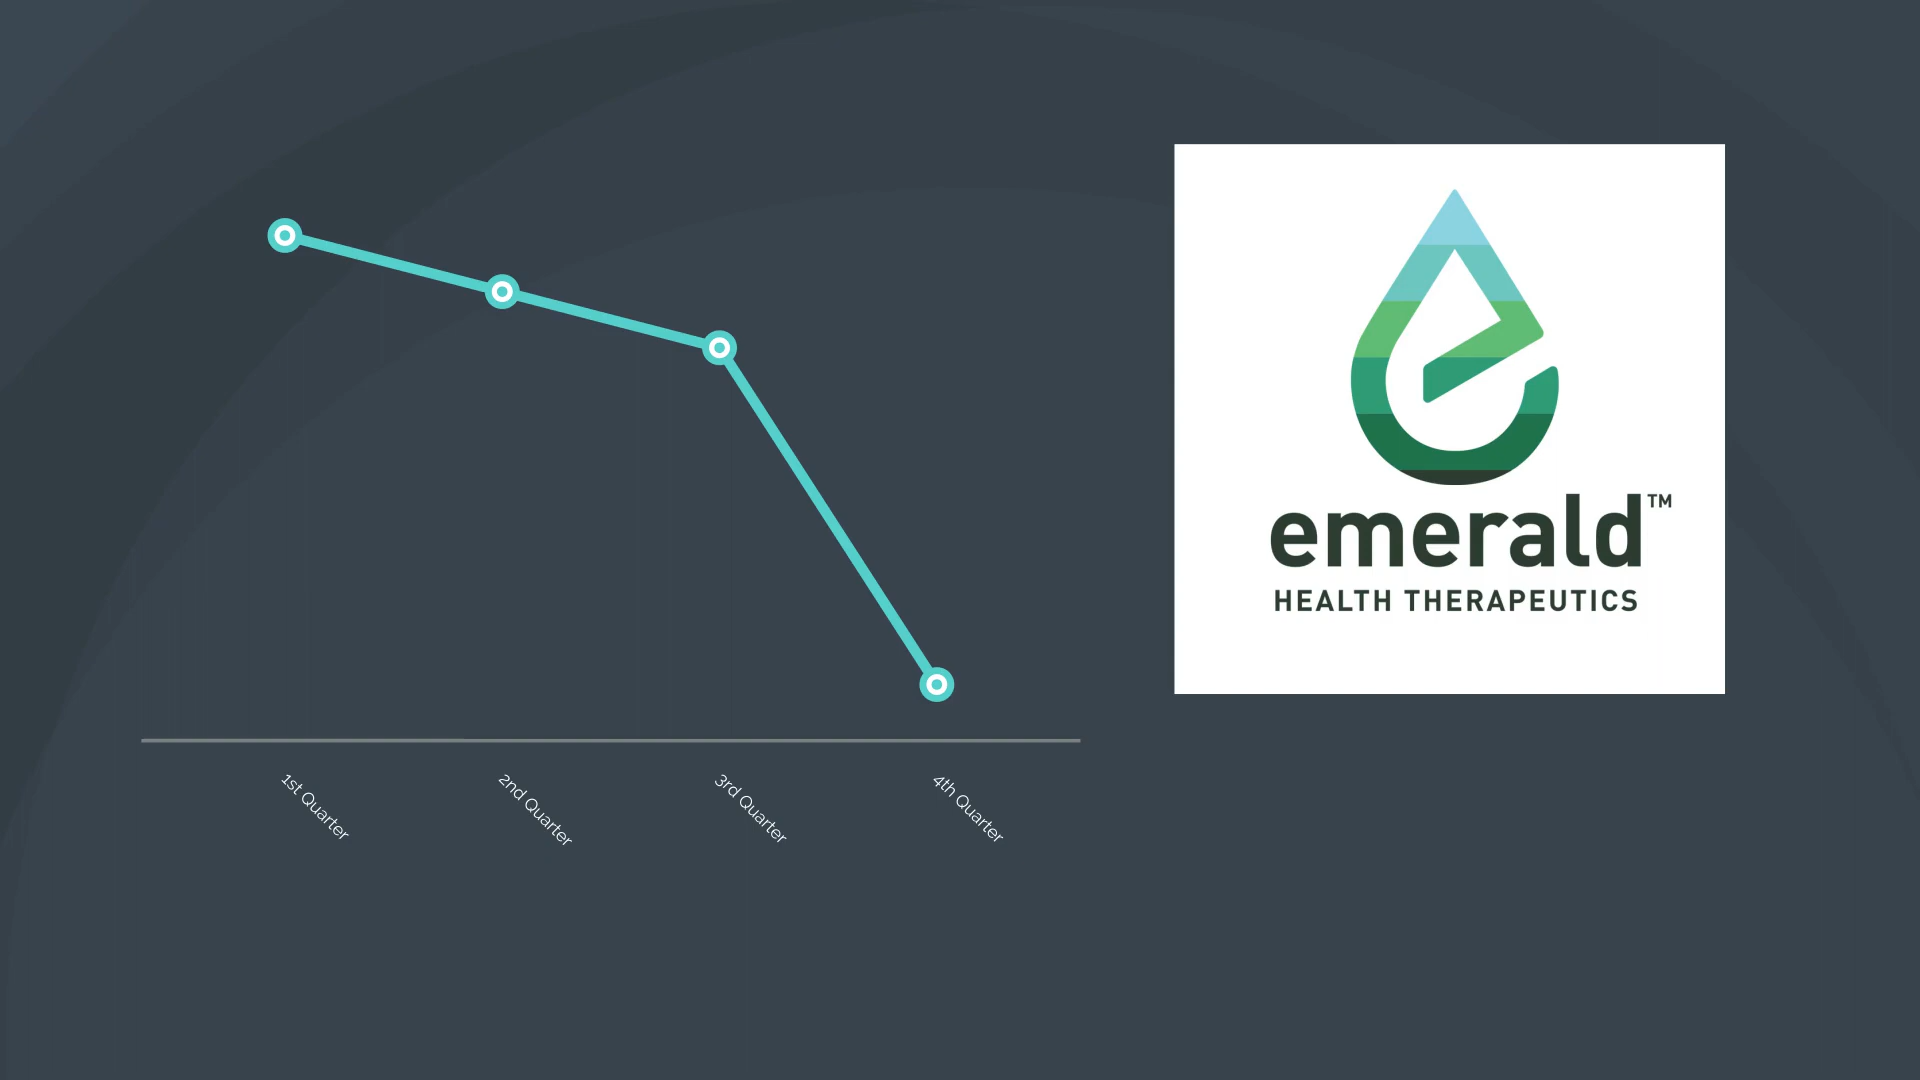 emerald™
HEALTH THERAPEUTICS
1st Quarter
2nd Quarter
3rd Quarter
4th Quarter